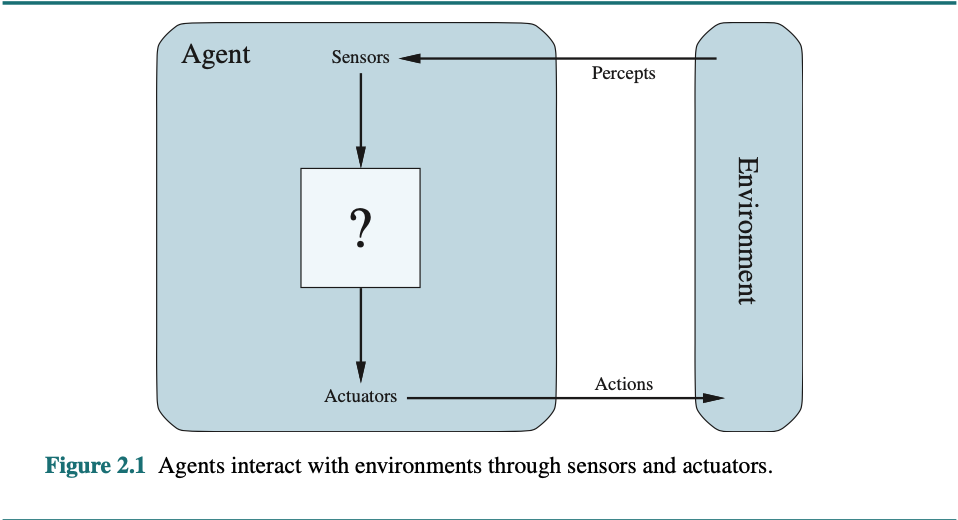 Agent
Sensors
Percepts
?
Environment
Actuators
Actions
Figure 2.1 Agents interact with environments through sensors and actuators.